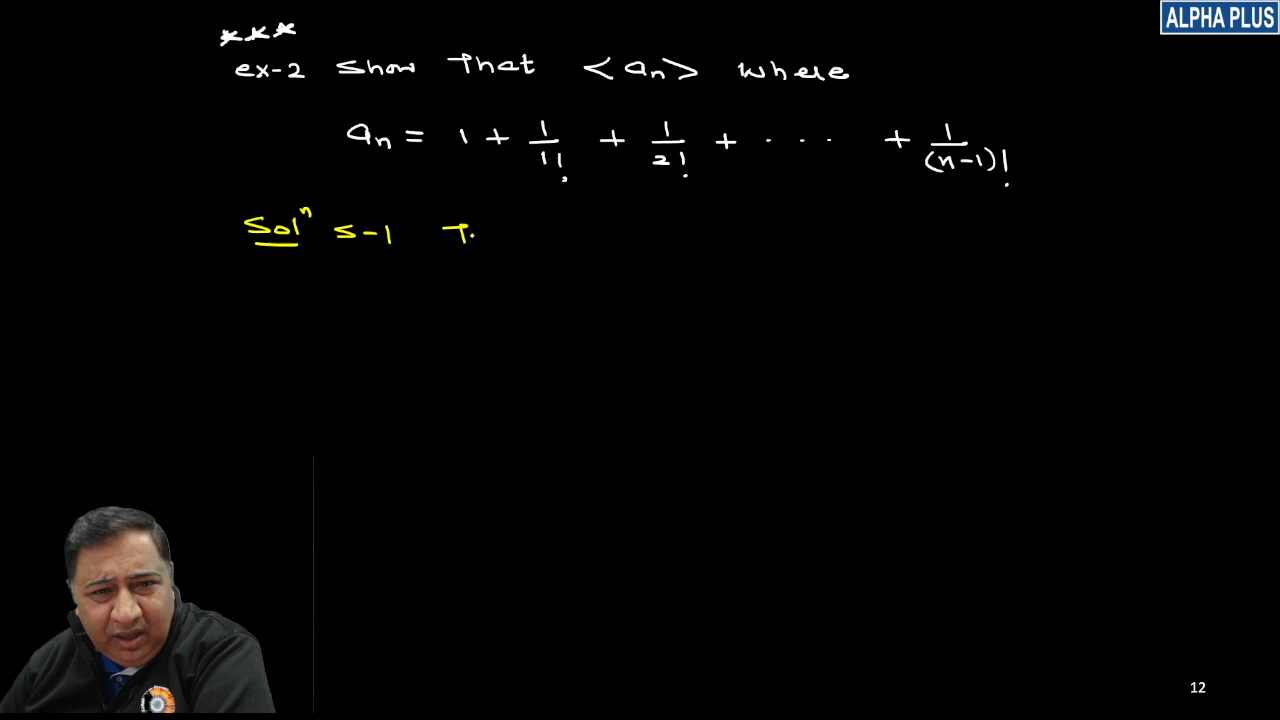 ALPHA PLUS
***
ex-2 Show That <aₙ> where
aₙ = 1 + 1/1! + 1/2! + . . . + 1/(n-1)!
Solⁿ S-1 T.
12